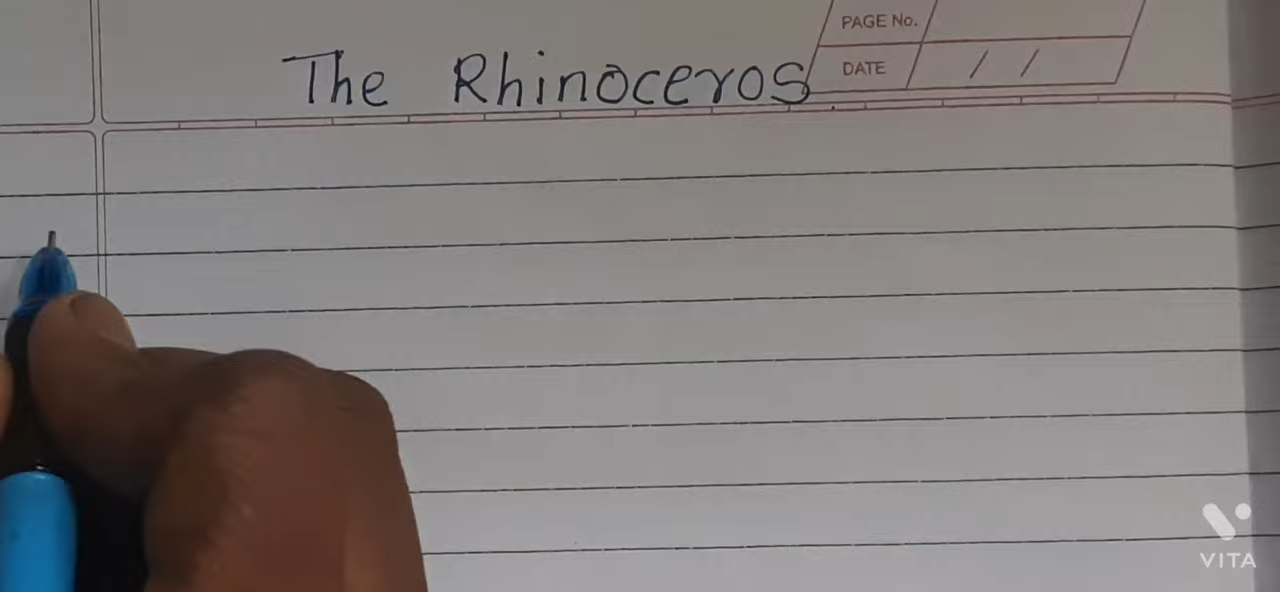 PAGE No.
The Rhinoceros
DATE / /
VITA